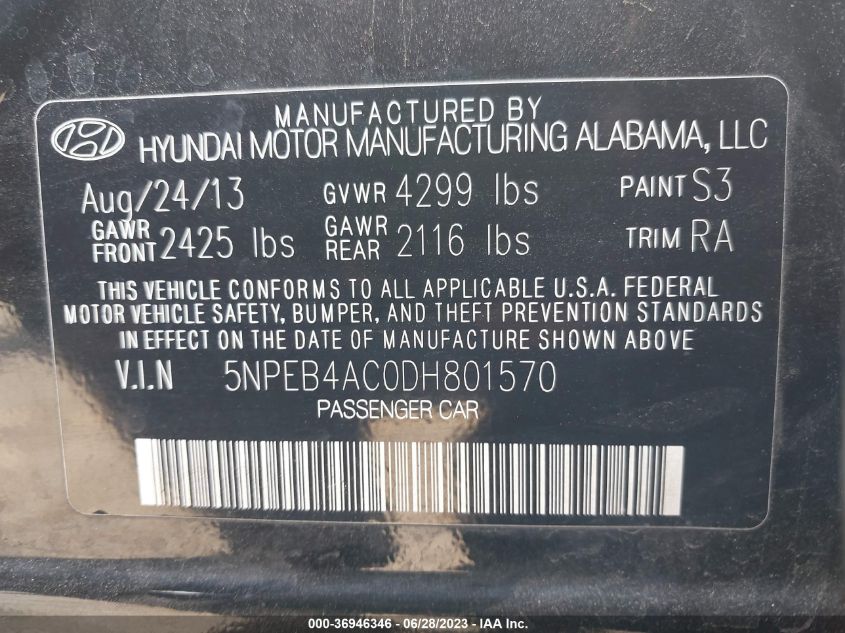 MANUFACTURED BY
HYUNDAI MOTOR MANUFACTURING ALABAMA, LLC
Aug/24/13 GVWR 4299 lbs PAINT S3
GAWR FRONT 2425 lbs GAWR REAR 2116 lbs TRIM RA
THIS VEHICLE CONFORMS TO ALL APPLICABLE U.S.A. FEDERAL
MOTOR VEHICLE SAFETY, BUMPER, AND THEFT PREVENTION STANDARDS
IN EFFECT ON THE DATE OF MANUFACTURE SHOWN ABOVE
V.I.N 5NPEB4AC0DH801570
PASSENGER CAR
000-36946346 - 06/28/2023 - IAA Inc.